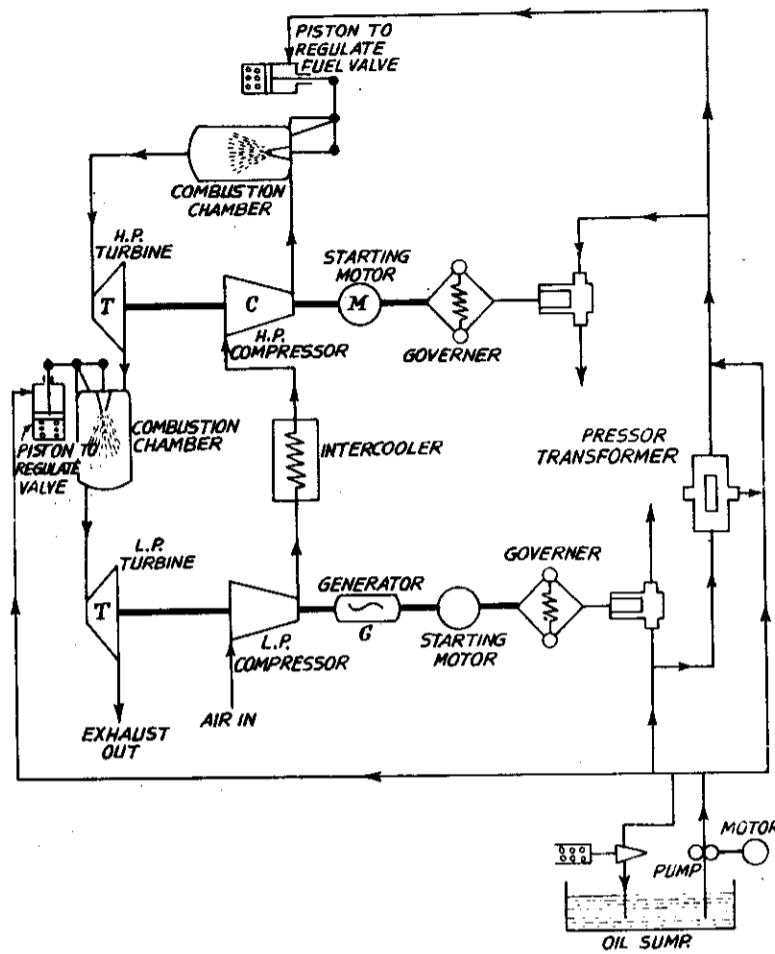 PISTON TO
REGULATE
FUEL VALVE
COMBUSTION
CHAMBER
H.P.
TURBINE
STARTING
MOTOR
T
C
M
H.P.
COMPRESSOR
GOVERNER
COMBUSTION
CHAMBER
PISTON TO
REGULATE
VALVE
INTERCOOLER
PRESSOR
TRANSFORMER
L.P.
TURBINE
GENERATOR
GOVERNER
T
G
L.P.
COMPRESSOR
STARTING
MOTOR
EXHAUST
OUT
AIR IN
MOTOR
PUMP
OIL SUMP.